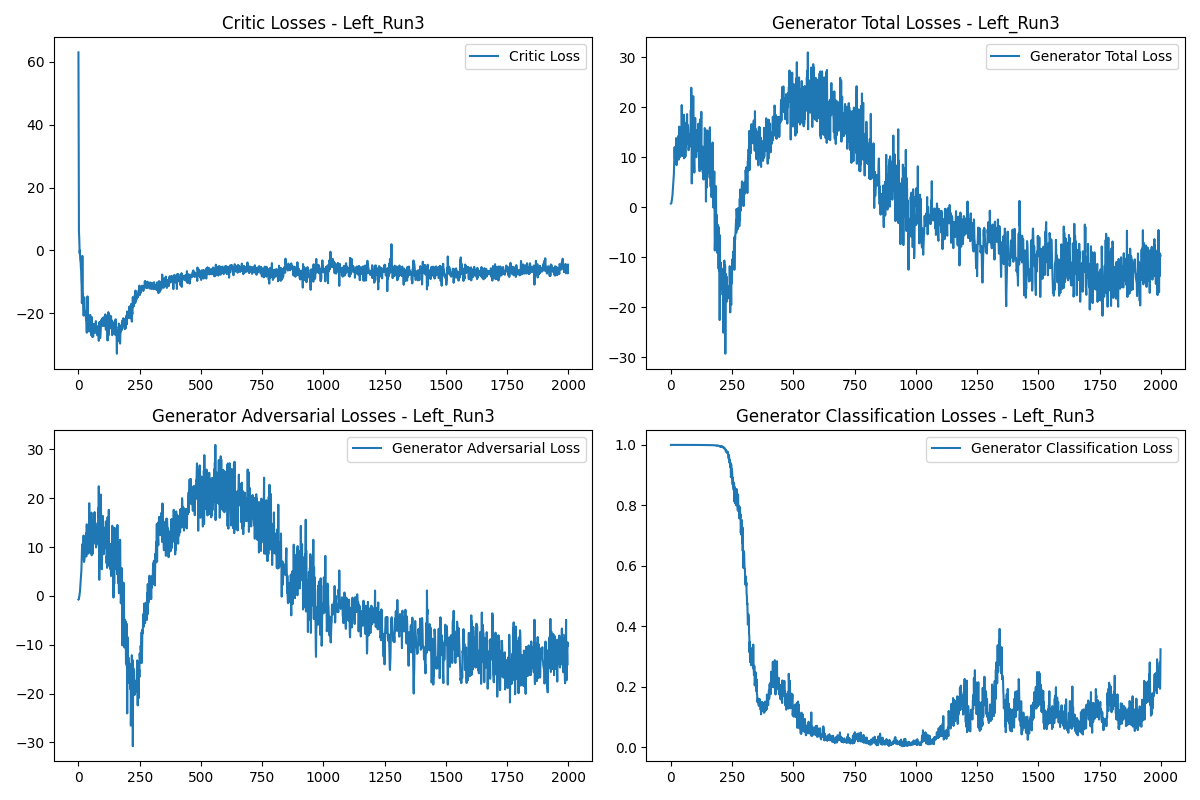 Critic Losses - Left_Run3
Critic Loss
60
40
20
0
−20
0 250 500 750 1000 1250 1500 1750 2000
Generator Total Losses - Left_Run3
Generator Total Loss
30
20
10
0
−10
−20
−30
0 250 500 750 1000 1250 1500 1750 2000
Generator Adversarial Losses - Left_Run3
Generator Adversarial Loss
30
20
10
0
−10
−20
−30
0 250 500 750 1000 1250 1500 1750 2000
Generator Classification Losses - Left_Run3
Generator Classification Loss
1.0
0.8
0.6
0.4
0.2
0.0
0 250 500 750 1000 1250 1500 1750 2000